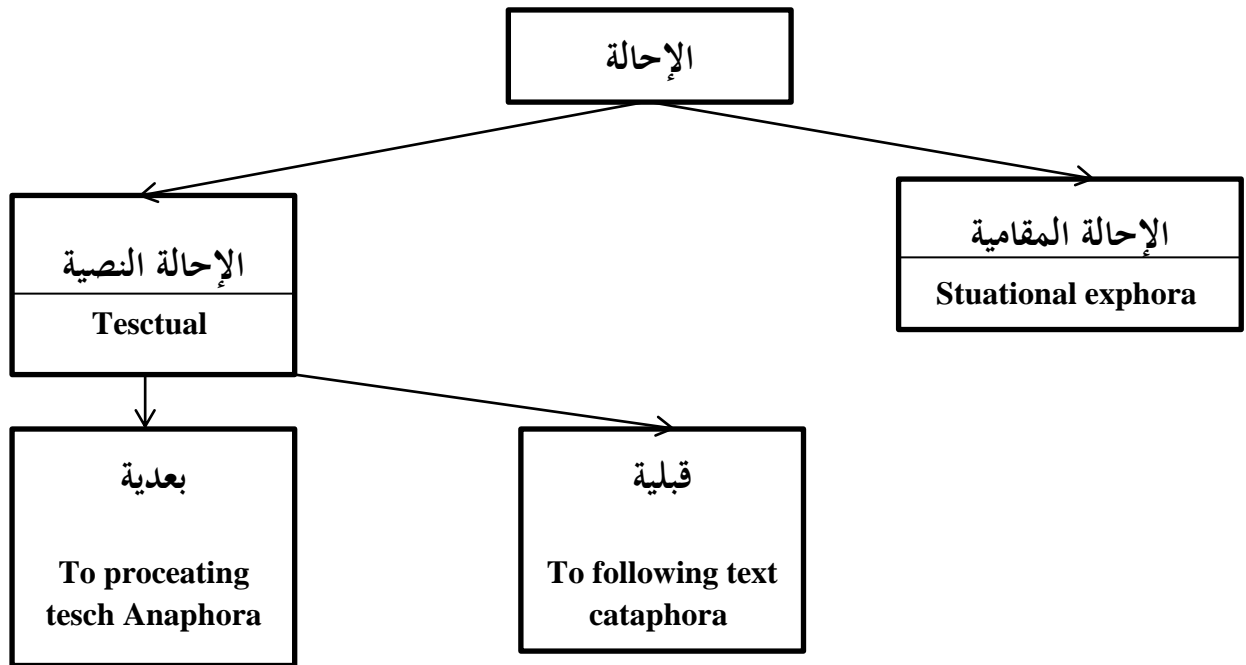 الإحالة
الإحالة المقامية
Stuational exphora
الإحالة النصية
Tesctual
قبلية
To following text
cataphora
بعدية
To proceating
tesch Anaphora